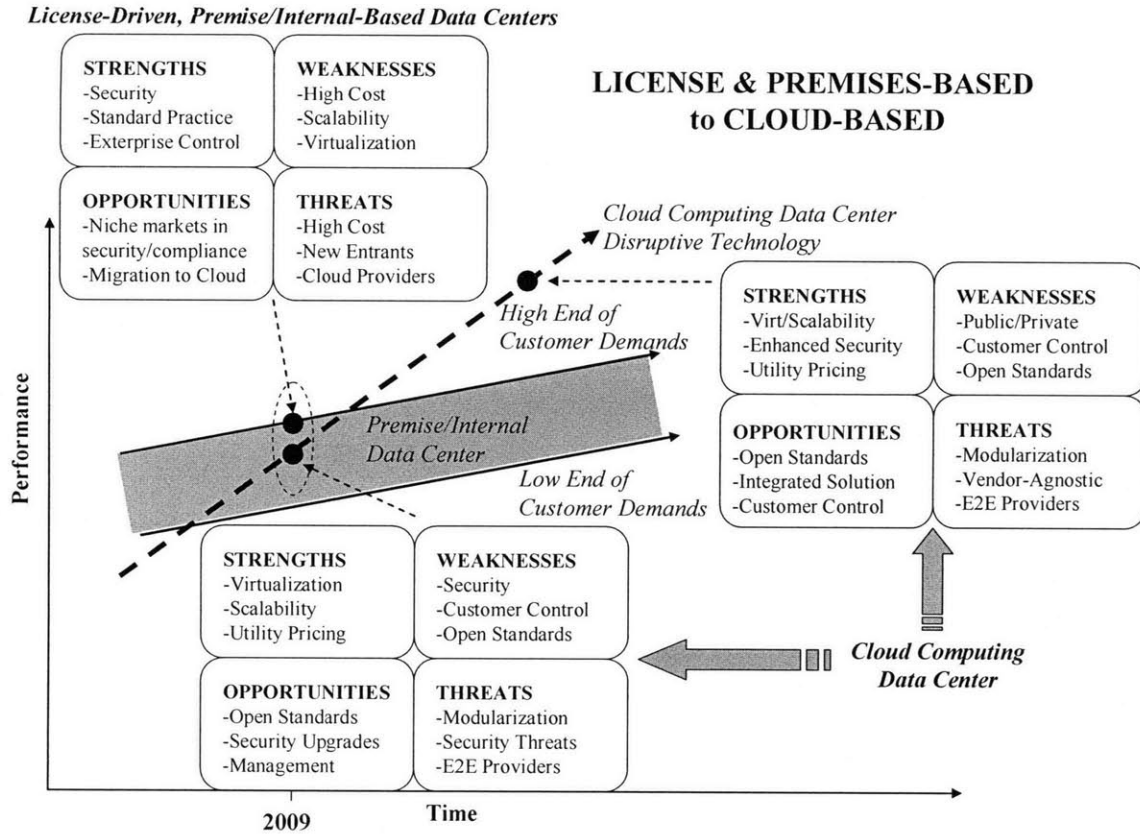 License-Driven, Premise/Internal-Based Data Centers
LICENSE & PREMISES-BASED
to CLOUD-BASED
STRENGTHS
-Security
-Standard Practice
-Exterprise Control
WEAKNESSES
-High Cost
-Scalability
-Virtualization
OPPORTUNITIES
-Niche markets in
security/compliance
-Migration to Cloud
THREATS
-High Cost
-New Entrants
-Cloud Providers
Cloud Computing Data Center
Disruptive Technology
High End of
Customer Demands
Premise/Internal
Data Center
Low End of
Customer Demands
Performance
STRENGTHS
-Virt/Scalability
-Enhanced Security
-Utility Pricing
WEAKNESSES
-Public/Private
-Customer Control
-Open Standards
OPPORTUNITIES
-Open Standards
-Integrated Solution
-Customer Control
THREATS
-Modularization
-Vendor-Agnostic
-E2E Providers
STRENGTHS
-Virtualization
-Scalability
-Utility Pricing
WEAKNESSES
-Security
-Customer Control
-Open Standards
OPPORTUNITIES
-Open Standards
-Security Upgrades
-Management
THREATS
-Modularization
-Security Threats
-E2E Providers
Cloud Computing
Data Center
Time
2009